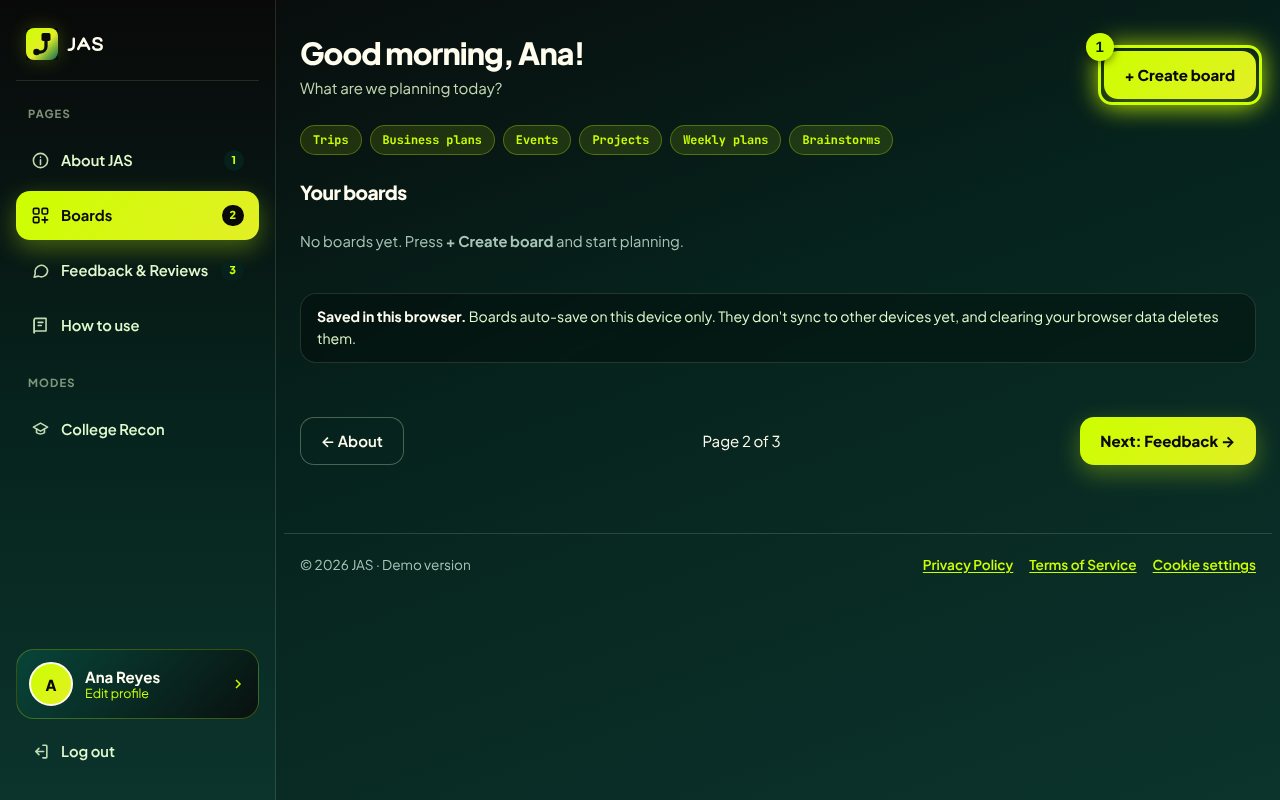 JAS
PAGES
About JAS 1
Boards 2
Feedback & Reviews 3
How to use
MODES
College Recon
A
Ana Reyes
Edit profile
Log out
Good morning, Ana!
What are we planning today?
1
+ Create board
Trips Business plans Events Projects Weekly plans Brainstorms
Your boards
No boards yet. Press + Create board and start planning.
Saved in this browser. Boards auto-save on this device only. They don't sync to other devices yet, and clearing your browser data deletes
them.
← About
Page 2 of 3
Next: Feedback →
© 2026 JAS · Demo version
Privacy Policy Terms of Service Cookie settings